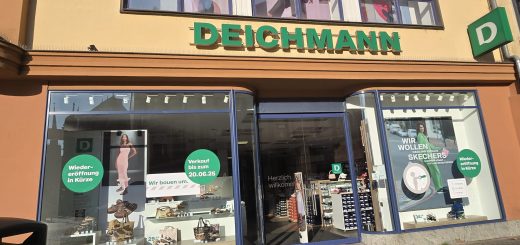 DEICHMANN
D
Wieder-
eröffnung
in Kürze
Verkauf
bis zum
20.06.25
Wir bauen um
D
Herzlich
willkommen
WIR
WOLLEN
SKECHERS
Wieder-
eröffnung
in Kürze